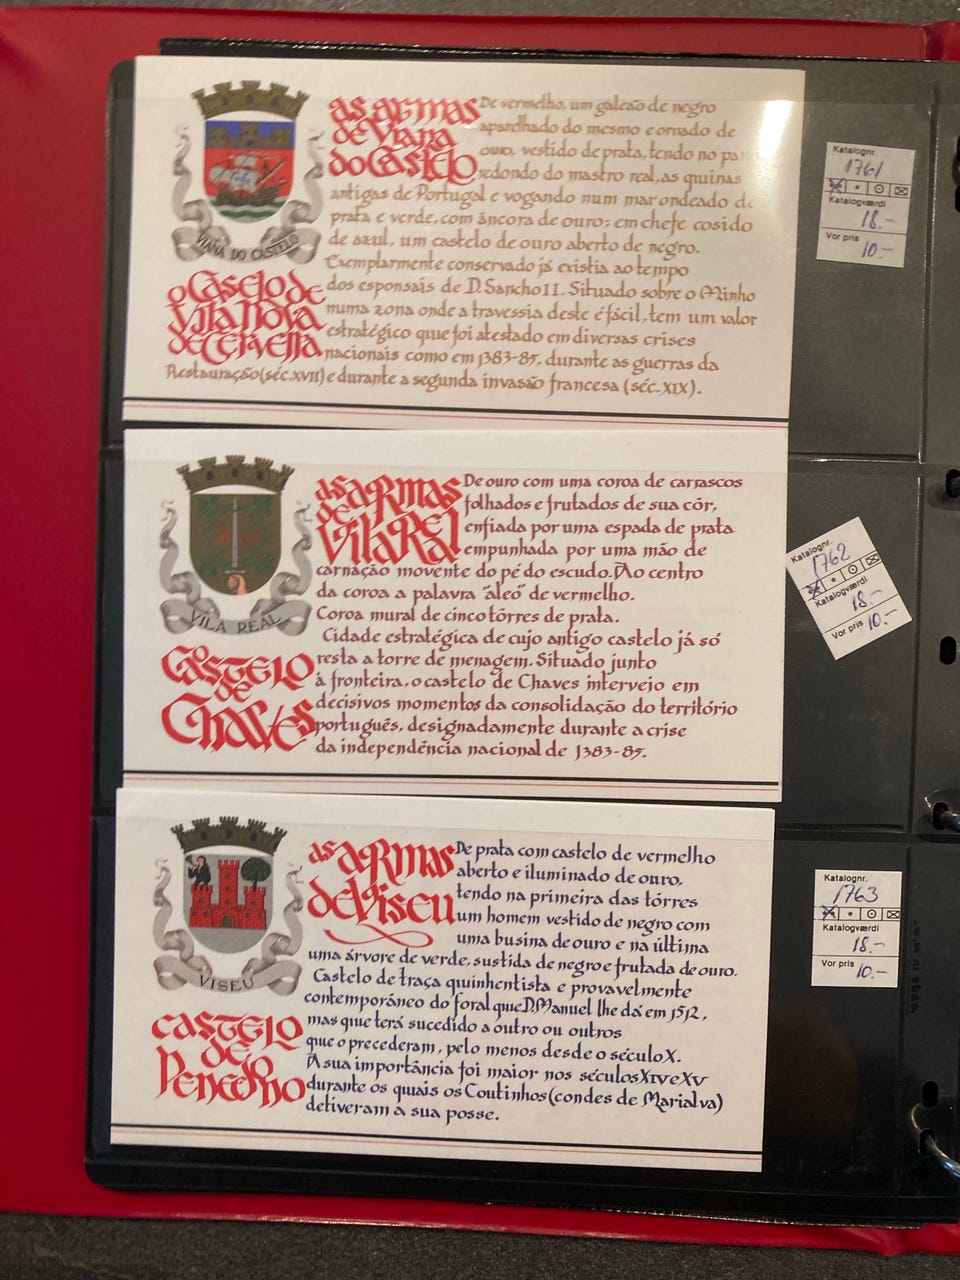 VIANA DO CASTELO
as armas
de Viana
do Castelo
De vermelho, um galeão de negro
aparelhado do mesmo e ornado de
ouro, vestido de prata, tendo no
redondo do mastro real, as quinas
antigas de Portugal e vogando num mar ondeado de
prata e verde, com âncora de ouro; em chefe cosido
de azul, um castelo de ouro aberto de negro.
o Castelo de
Vila Nova
de Cerveira
Exemplarmente conservado já existia ao tempo
dos esponsais de D. Sancho II. Situado sobre o Minho
numa zona onde a travessia deste é fácil, tem um valor
estratégico que foi atestado em diversas crises
nacionais como em 1383-85, durante as guerras da
Restauração (séc. XVII) e durante a segunda invasão francesa (séc. XIX).
Katalognr.
1761
Katalogværdi
18.-
Vor pris
10.-
VILA REAL
as armas
de
Vila Real
De ouro com uma coroa de carrascos
folhados e frutados de sua côr,
enfiada por uma espada de prata
empunhada por uma mão de
carnação movente do pé do escudo. Ao centro
da coroa a palavra "áleo" de vermelho.
Coroa mural de cinco tôrres de prata.
Castelo
de
Chaves
Cidade estratégica de cujo antigo castelo já só
resta a torre de menagem. Situado junto
à fronteira, o castelo de Chaves interveio em
decisivos momentos da consolidação do território
português, designadamente durante a crise
da independência nacional de 1383-85.
Katalognr.
1762
Katalogværdi
18.-
Vor pris
10.-
VISEU
as armas
de Viseu
De prata com castelo de vermelho
aberto e iluminado de ouro,
tendo na primeira das tôrres
um homem vestido de negro com
uma busina de ouro e na última
uma árvore de verde, sustida de negro e frutada de ouro.
Castelo
de
Penedono
Castelo de traça quinhentista e provavelmente
contemporâneo do foral que D. Manuel lhe dá em 1512,
mas que terá sucedido a outro ou outros
que o precederam, pelo menos desde o século X.
A sua importância foi maior nos séculos XIV e XV
durante os quais os Coutinhos (condes de Marialva)
detiveram a sua posse.
Katalognr.
1763
Katalogværdi
18.-
Vor pris
10.-